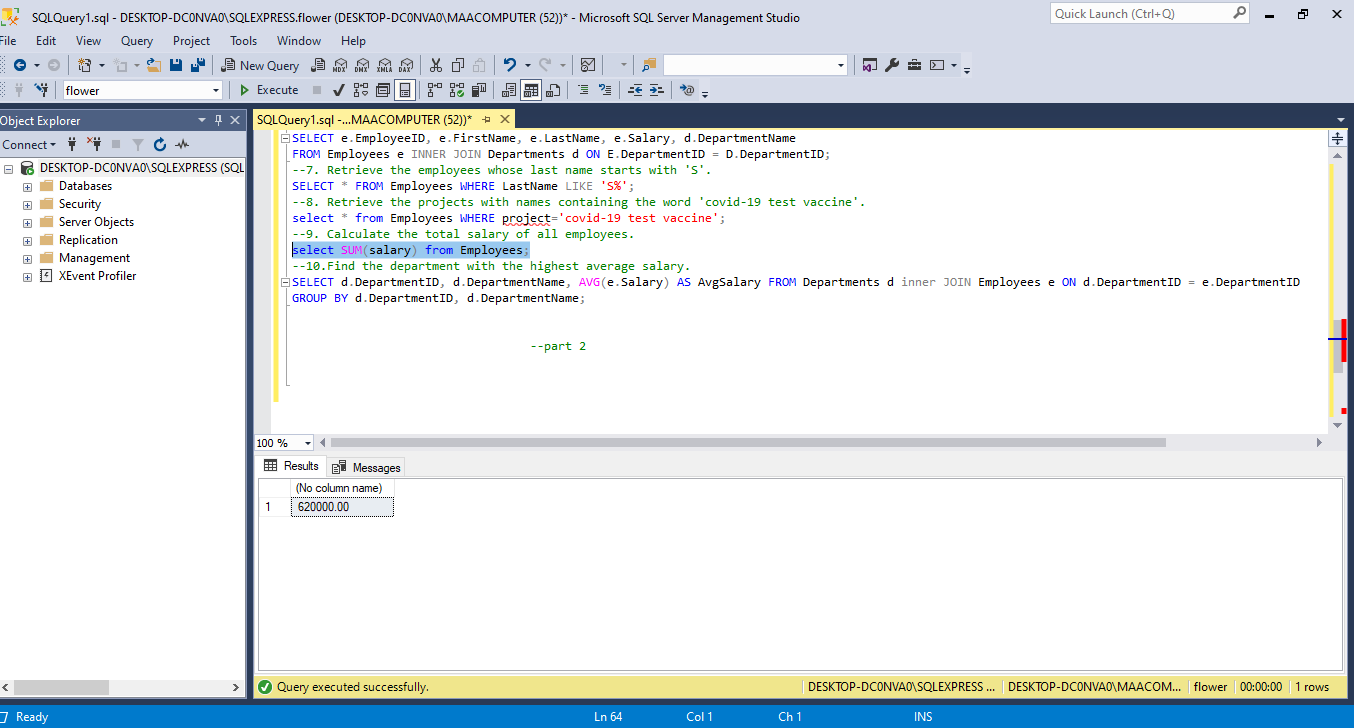 SQLQuery1.sql - DESKTOP-DC0NVA0\SQLEXPRESS.flower (DESKTOP-DC0NVA0\MAACOMPUTER (52))* - Microsoft SQL Server Management Studio
Quick Launch (Ctrl+Q)
File Edit View Query Project Tools Window Help
New Query MDX DMX XMLA DAX
flower Execute
Object Explorer
SQLQuery1.sql -...MAACOMPUTER (52))*
Connect
DESKTOP-DC0NVA0\SQLEXPRESS (SQL
Databases
Security
Server Objects
Replication
Management
XEvent Profiler
SELECT e.EmployeeID, e.FirstName, e.LastName, e.Salary, d.DepartmentName
FROM Employees e INNER JOIN Departments d ON E.DepartmentID = D.DepartmentID;
--7. Retrieve the employees whose last name starts with 'S'.
SELECT * FROM Employees WHERE LastName LIKE 'S%';
--8. Retrieve the projects with names containing the word 'covid-19 test vaccine'.
select * from Employees WHERE project='covid-19 test vaccine';
--9. Calculate the total salary of all employees.
select SUM(salary) from Employees;
--10.Find the department with the highest average salary.
SELECT d.DepartmentID, d.DepartmentName, AVG(e.Salary) AS AvgSalary FROM Departments d inner JOIN Employees e ON d.DepartmentID = e.DepartmentID
GROUP BY d.DepartmentID, d.DepartmentName;
--part 2
100 %
Results Messages
(No column name)
1 620000.00
Query executed successfully. DESKTOP-DC0NVA0\SQLEXPRESS ... DESKTOP-DC0NVA0\MAACOM... flower 00:00:00 1 rows
Ready Ln 64 Col 1 Ch 1 INS